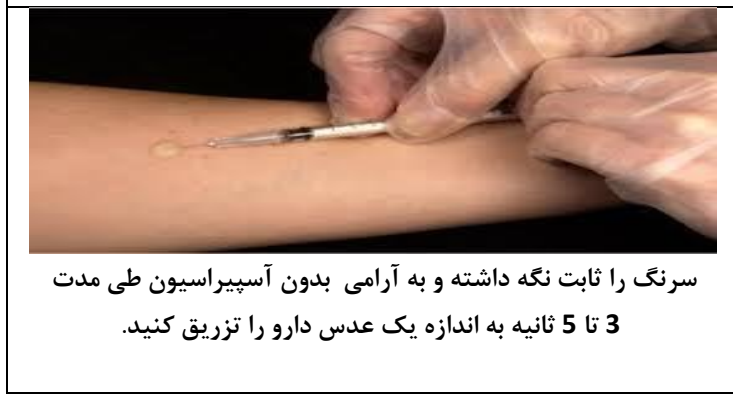 سرنگ را ثابت نگه داشته و به آرامی بدون آسپیراسیون طی مدت
3 تا 5 ثانیه به اندازه یک عدس دارو را تزریق کنید.